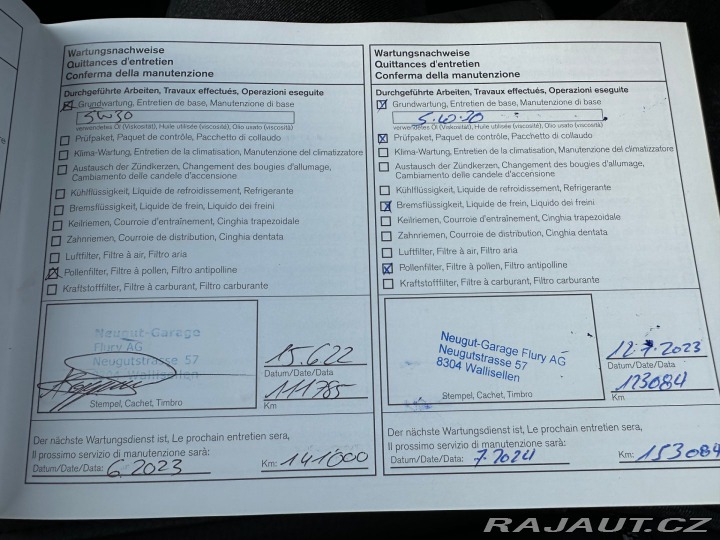 Wartungsnachweise
Quittances d'entretien
Conferma della manutenzione
Durchgeführte Arbeiten, Travaux effectués, Operazioni eseguite
Grundwartung, Entretien de base, Manutenzione di base
5W30
verwendetes Öl (Viskosität), Huile utilisée (viscosité), Olio usato (viscosità)
Prüfpaket, Paquet de contrôle, Pacchetto di collaudo
Klima-Wartung, Entretien de la climatisation, Manutenzione del climatizzatore
Austausch der Zündkerzen, Changement des bougies d'allumage,
Cambiamento delle candele d'accensione
Kühlflüssigkeit, Liquide de refroidissement, Refrigerante
Bremsflüssigkeit, Liquide de frein, Liquido dei freini
Keilriemen, Courroie d'entraînement, Cinghia trapezoidale
Zahnriemen, Courroie de distribution, Cinghia dentata
Luftfilter, Filtre à air, Filtro aria
Pollenfilter, Filtre à pollen, Filtro antipolline
Kraftstofffilter, Filtre à carburant, Filtro carburante
Neugut-Garage
Flury AG
Neugutstrasse 57
8304 Wallisellen
Stempel, Cachet, Timbro
15.6.22
Datum/Date/Data
111785
Km
Der nächste Wartungsdienst ist, Le prochain entretien sera,
Il prossimo servizio di manutenzione sarà:
Datum/Date/Data: 6.2023 Km: 141000
Wartungsnachweise
Quittances d'entretien
Conferma della manutenzione
Durchgeführte Arbeiten, Travaux effectués, Operazioni eseguite
Grundwartung, Entretien de base, Manutenzione di base
5.W.30
verwendetes Öl (Viskosität), Huile utilisée (viscosité), Olio usato (viscosità)
Prüfpaket, Paquet de contrôle, Pacchetto di collaudo
Klima-Wartung, Entretien de la climatisation, Manutenzione del climatizzatore
Austausch der Zündkerzen, Changement des bougies d'allumage,
Cambiamento delle candele d'accensione
Kühlflüssigkeit, Liquide de refroidissement, Refrigerante
Bremsflüssigkeit, Liquide de frein, Liquido dei freini
Keilriemen, Courroie d'entraînement, Cinghia trapezoidale
Zahnriemen, Courroie de distribution, Cinghia dentata
Luftfilter, Filtre à air, Filtro aria
Pollenfilter, Filtre à pollen, Filtro antipolline
Kraftstofffilter, Filtre à carburant, Filtro carburante
Neugut-Garage Flury AG
Neugutstrasse 57
8304 Wallisellen
Stempel, Cachet, Timbro
12.7.2023
Datum/Date/Data
123084
Km
Der nächste Wartungsdienst ist, Le prochain entretien sera,
Il prossimo servizio di manutenzione sarà:
Datum/Date/Data: 7.2024 Km: 153084
RAJAUT.CZ